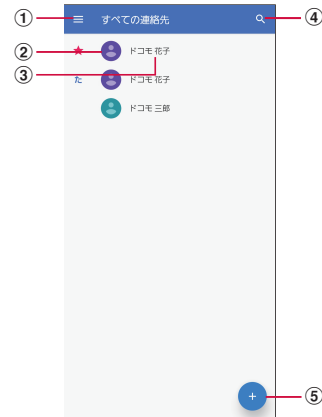 ① すべての連絡先 ④
② ★ ドコモ 花子
③
た ドコモ 花子
ドコモ 三郎
+ ⑤